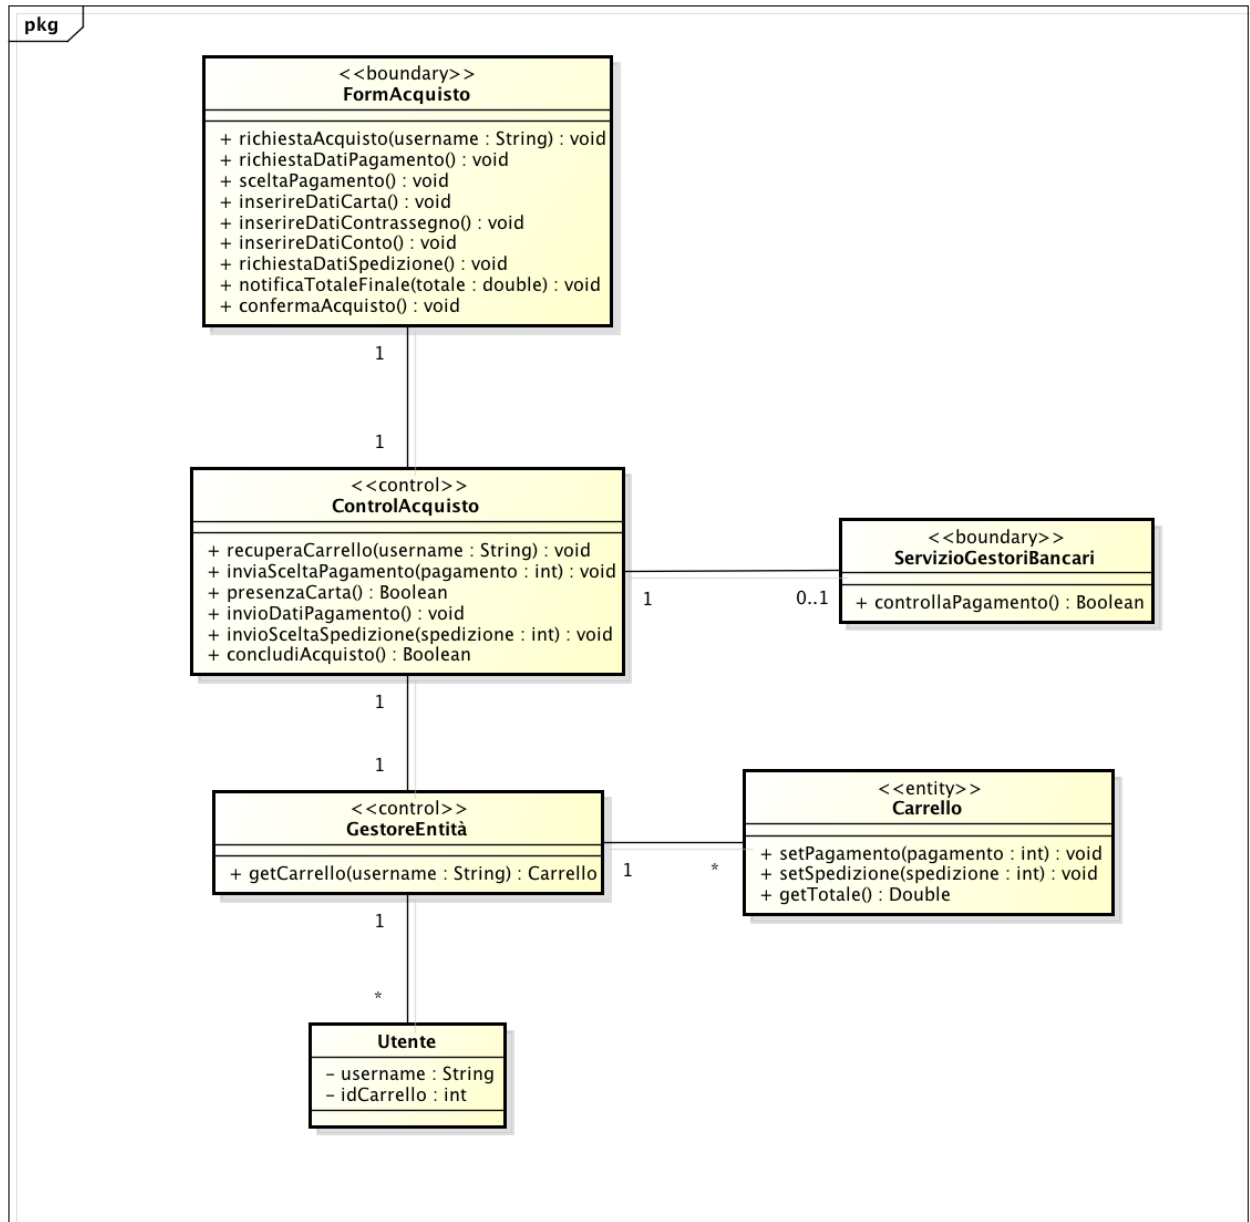 pkg
<<boundary>>
FormAcquisto
+ richiestaAcquisto(username : String) : void
+ richiestaDatiPagamento() : void
+ sceltaPagamento() : void
+ inserireDatiCarta() : void
+ inserireDatiContrassegno() : void
+ inserireDatiConto() : void
+ richiestaDatiSpedizione() : void
+ notificaTotaleFinale(totale : double) : void
+ confermaAcquisto() : void
1
1
<<control>>
ControlAcquisto
+ recuperaCarrello(username : String) : void
+ inviaSceltaPagamento(pagamento : int) : void
+ presenzaCarta() : Boolean
+ invioDatiPagamento() : void
+ invioSceltaSpedizione(spedizione : int) : void
+ concludiAcquisto() : Boolean
1
0..1
<<boundary>>
ServizioGestoriBancari
+ controllaPagamento() : Boolean
1
1
<<control>>
GestoreEntità
+ getCarrello(username : String) : Carrello
1
*
<<entity>>
Carrello
+ setPagamento(pagamento : int) : void
+ setSpedizione(spedizione : int) : void
+ getTotale() : Double
1
*
Utente
- username : String
- idCarrello : int